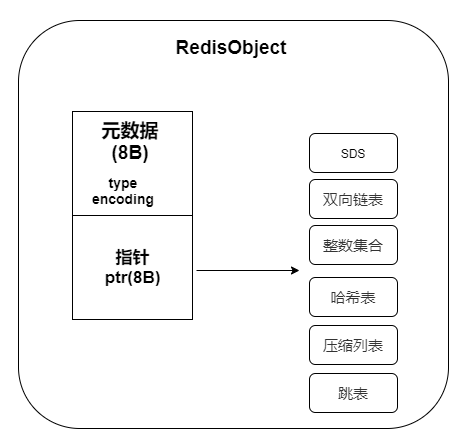 RedisObject
元数据
(8B)
type
encoding
指针
ptr(8B)
SDS
双向链表
整数集合
哈希表
压缩列表
跳表